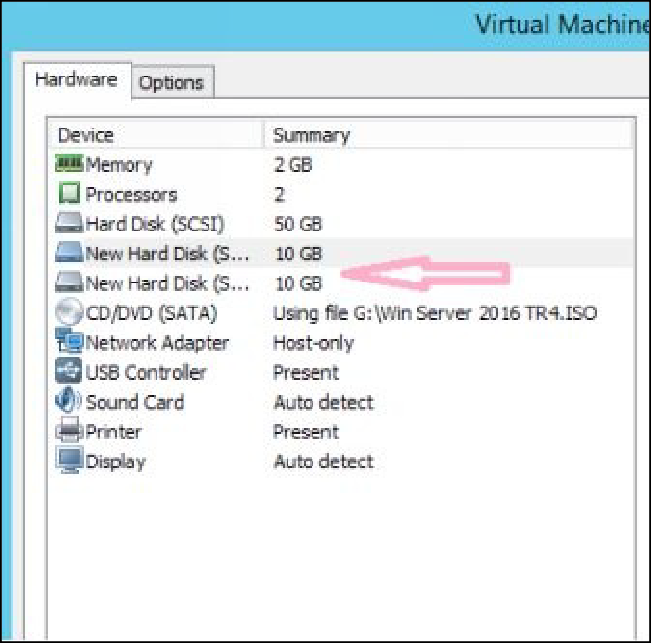 Virtual Machine
Hardware Options
Device Summary
Memory 2 GB
Processors 2
Hard Disk (SCSI) 50 GB
New Hard Disk (S... 10 GB
New Hard Disk (S... 10 GB
CD/DVD (SATA) Using file G:\Win Server 2016 TR4.ISO
Network Adapter Host-only
USB Controller Present
Sound Card Auto detect
Printer Present
Display Auto detect